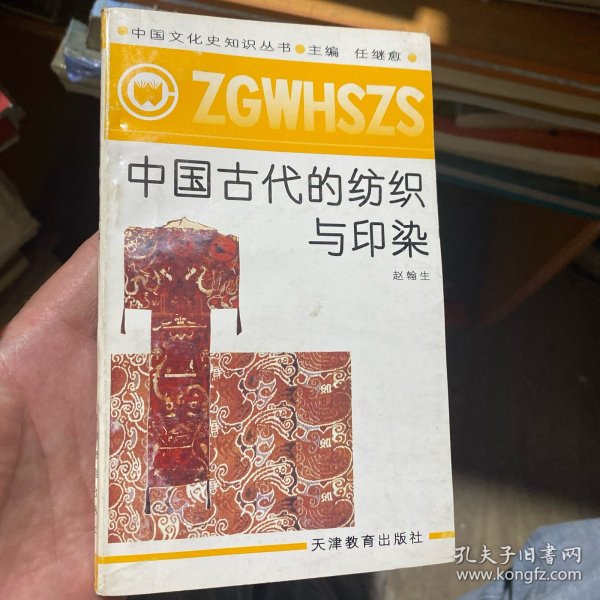 中国文化史知识丛书●主编 任继愈
ZGWHSZS
中国古代的纺织
与印染
赵翰生
天津教育出版社
孔夫子旧书网
www.kongfz.com